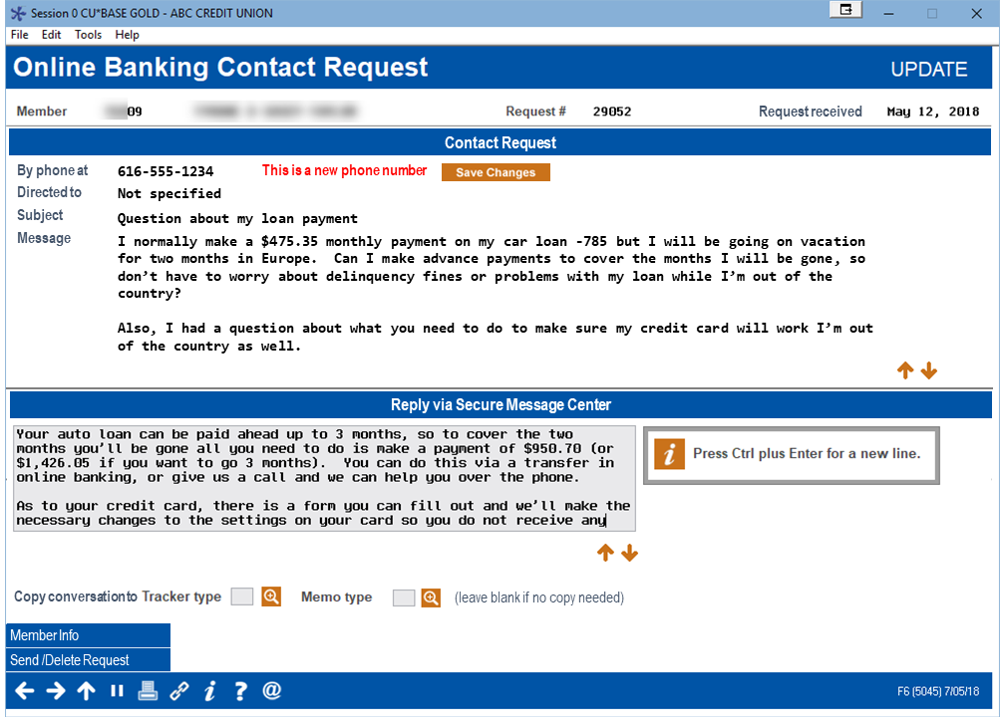 Session 0 CU*BASE GOLD - ABC CREDIT UNION
File Edit Tools Help
Online Banking Contact Request UPDATE
Member 09 Request # 29052 Request received May 12, 2018
Contact Request
By phone at 616-555-1234 This is a new phone number Save Changes
Directed to Not specified
Subject Question about my loan payment
Message I normally make a $475.35 monthly payment on my car loan -785 but I will be going on vacation
for two months in Europe. Can I make advance payments to cover the months I will be gone, so
don't have to worry about delinquency fines or problems with my loan while I'm out of the
country?
Also, I had a question about what you need to do to make sure my credit card will work I'm out
of the country as well.
Reply via Secure Message Center
Your auto loan can be paid ahead up to 3 months, so to cover the two
months you'll be gone all you need to do is make a payment of $950.70 (or
$1,426.05 if you want to go 3 months). You can do this via a transfer in
online banking, or give us a call and we can help you over the phone.
As to your credit card, there is a form you can fill out and we'll make the
necessary changes to the settings on your card so you do not receive any
Press Ctrl plus Enter for a new line.
Copy conversation to Tracker type Memo type (leave blank if no copy needed)
Member Info
Send /Delete Request
F6 (5045) 7/05/18